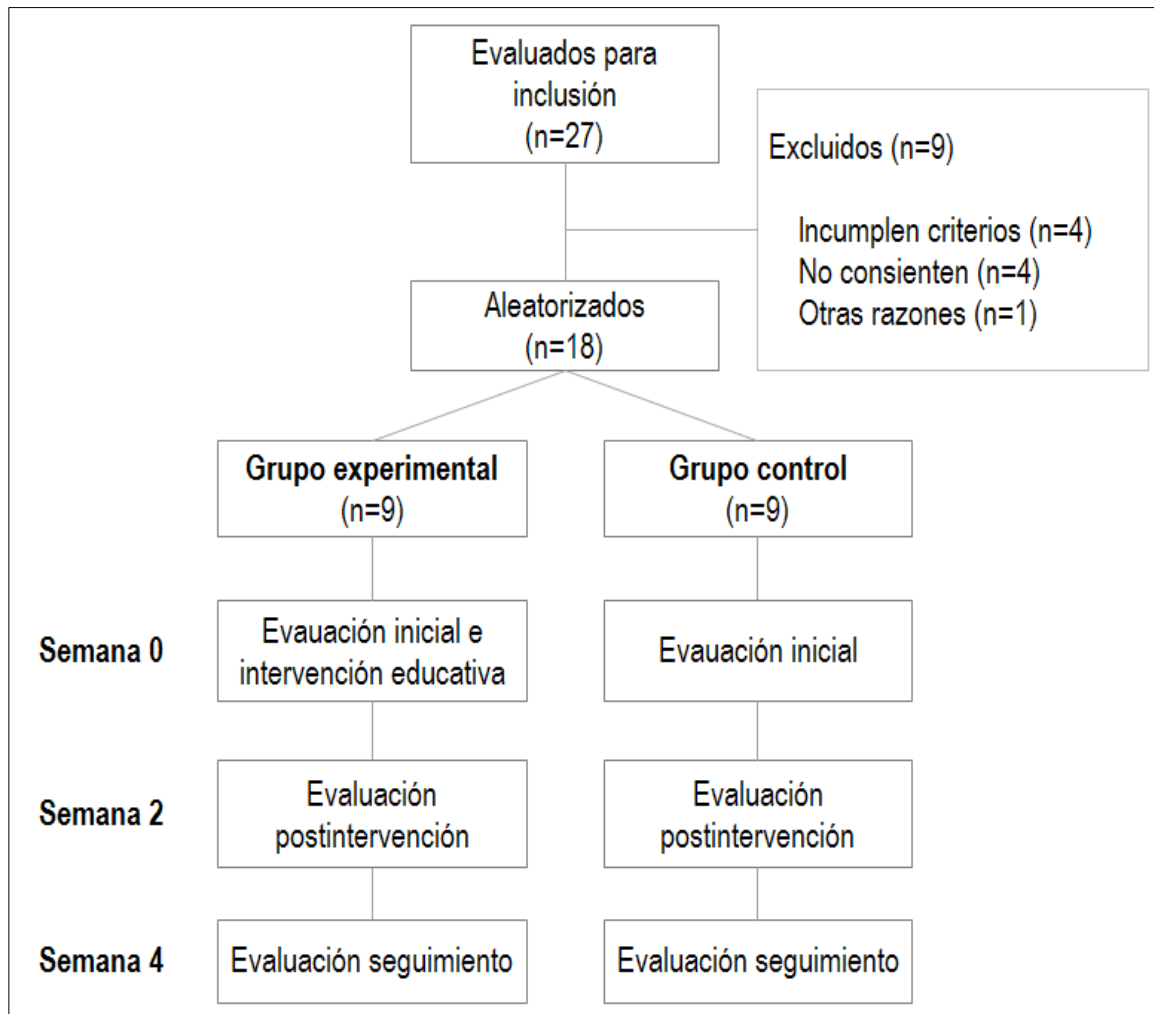 Evaluados para
inclusión
(n=27)
Excluidos (n=9)
Incumplen criterios (n=4)
No consienten (n=4)
Otras razones (n=1)
Aleatorizados
(n=18)
Grupo experimental
(n=9)
Grupo control
(n=9)
Semana 0
Evauación inicial e
intervención educativa
Evauación inicial
Semana 2
Evaluación
postintervención
Evaluación
postintervención
Semana 4
Evaluación seguimiento
Evaluación seguimiento